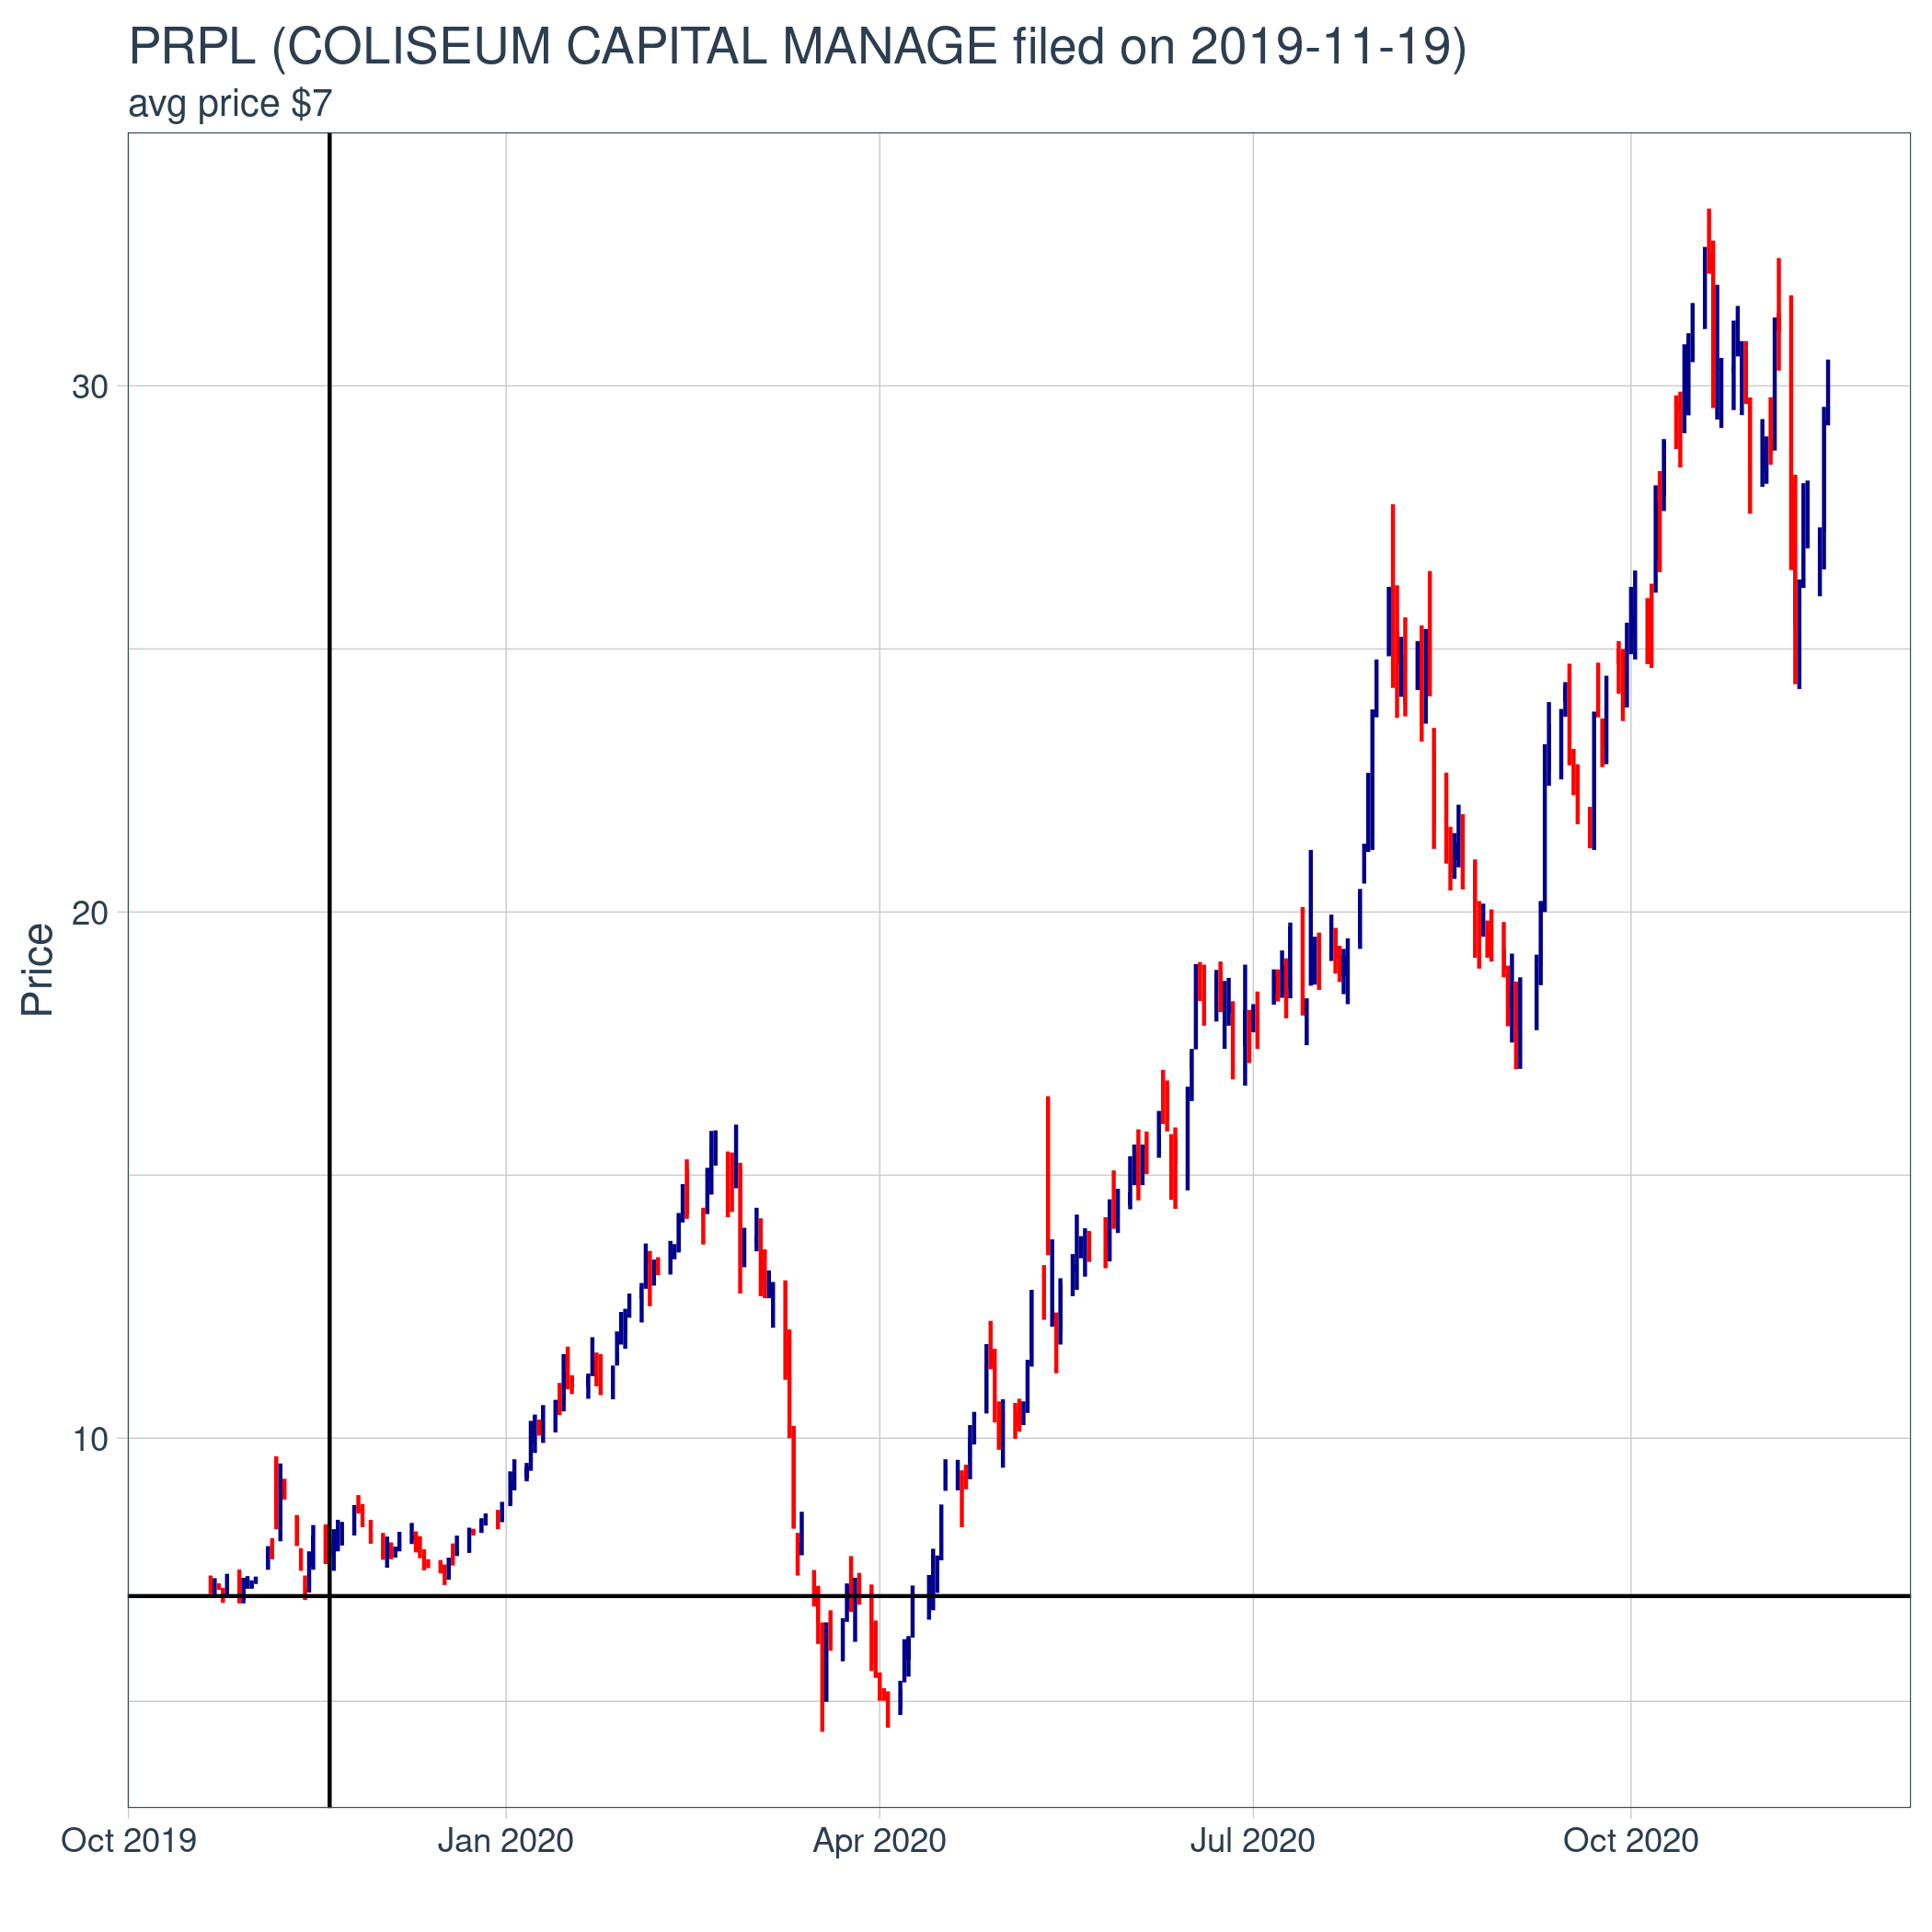 PRPL (COLISEUM CAPITAL MANAGE filed on 2019-11-19)
avg price $7
30
20
10
Price
Oct 2019
Jan 2020
Apr 2020
Jul 2020
Oct 2020